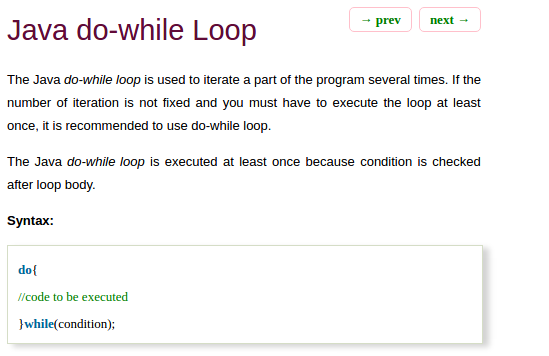 Java do-while Loop
→ prev
next →
The Java do-while loop is used to iterate a part of the program several times. If the
number of iteration is not fixed and you must have to execute the loop at least
once, it is recommended to use do-while loop.
The Java do-while loop is executed at least once because condition is checked
after loop body.
Syntax:
do{
//code to be executed
}while(condition);